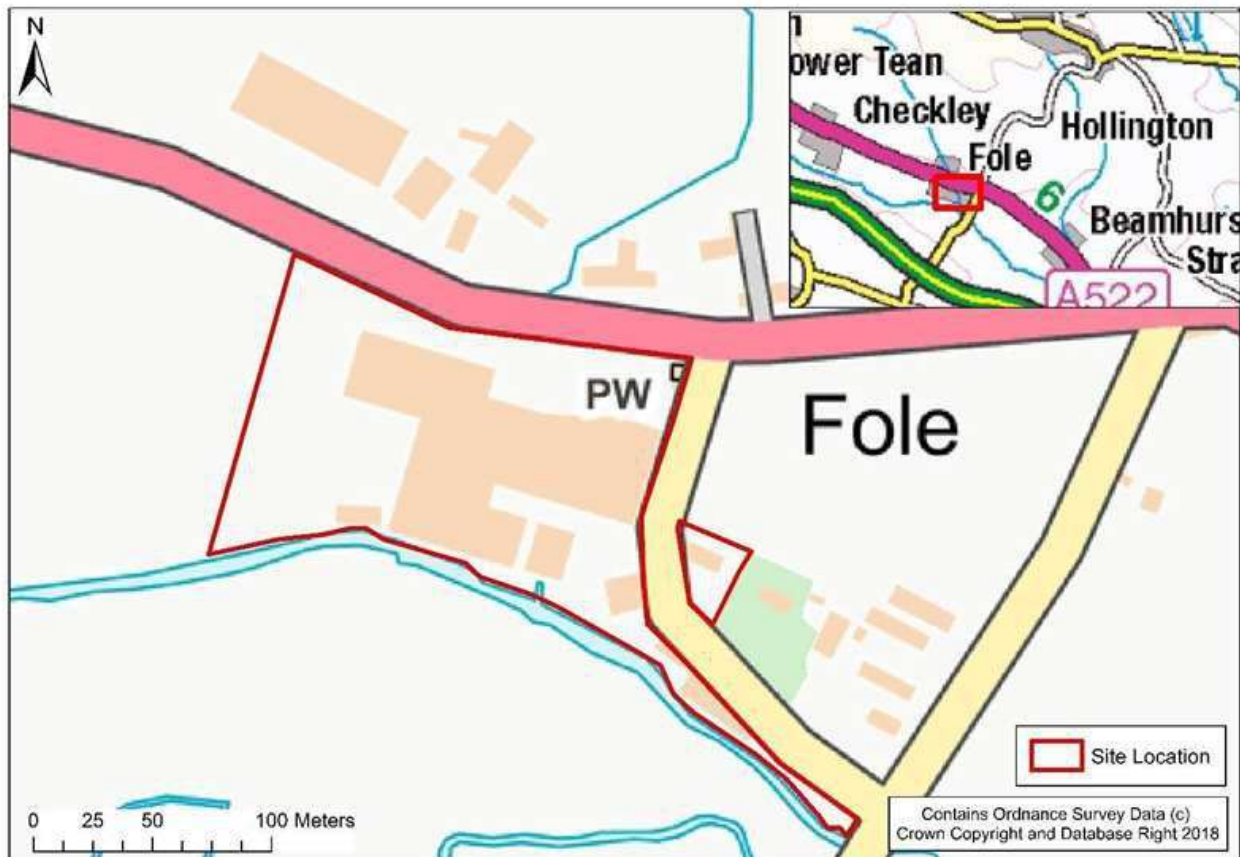 N
ower Tean
Checkley
Hollington
Fole
6
Beamhurs
Stra
A522
PW
Fole
Site Location
0 25 50 100 Meters
Contains Ordnance Survey Data (c)
Crown Copyright and Database Right 2018